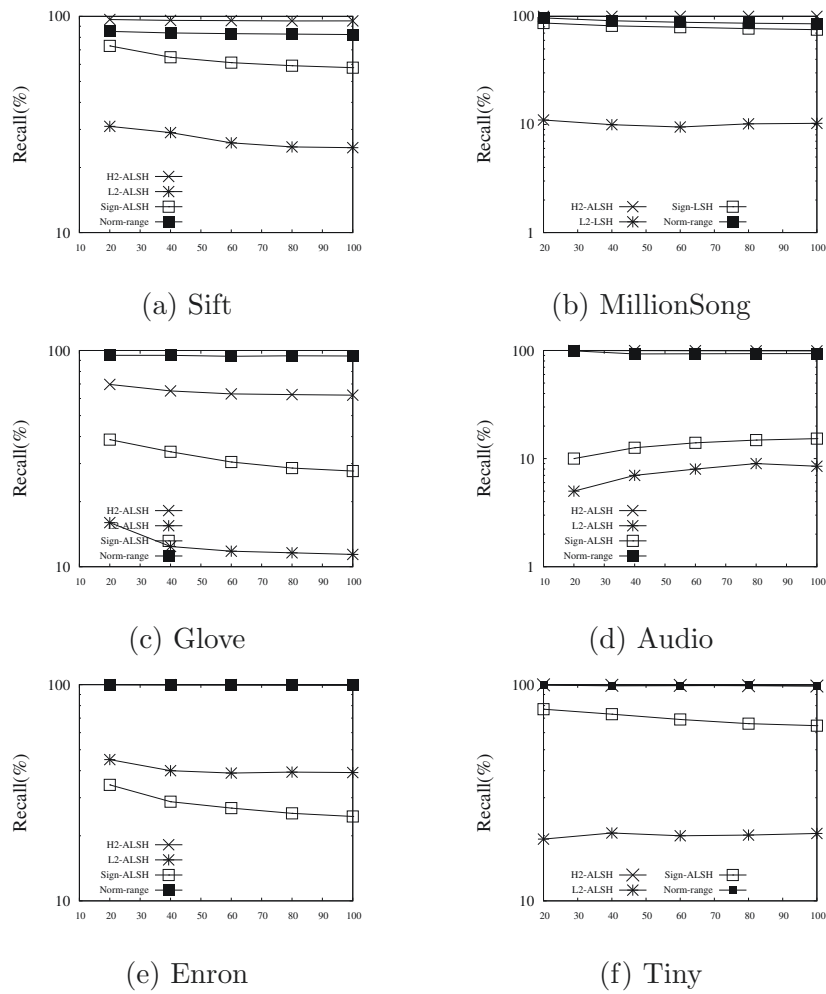 100
Recall(%)
H2-ALSH
L2-ALSH
Sign-ALSH
Norm-range
10
10 20 30 40 50 60 70 80 90 100
(a) Sift
100
Recall(%)
10
H2-ALSH Sign-LSH
L2-LSH Norm-range
1
20 30 40 50 60 70 80 90 100
(b) MillionSong
100
Recall(%)
H2-ALSH
L2-ALSH
Sign-ALSH
Norm-range
10
10 20 30 40 50 60 70 80 90 100
(c) Glove
100
Recall(%)
10
H2-ALSH
L2-ALSH
Sign-ALSH
Norm-range
1
10 20 30 40 50 60 70 80 90 100
(d) Audio
100
Recall(%)
H2-ALSH
L2-ALSH
Sign-ALSH
Norm-range
10
10 20 30 40 50 60 70 80 90 100
(e) Enron
100
Recall(%)
H2-ALSH Sign-ALSH
L2-ALSH Norm-range
10
20 30 40 50 60 70 80 90 100
(f) Tiny